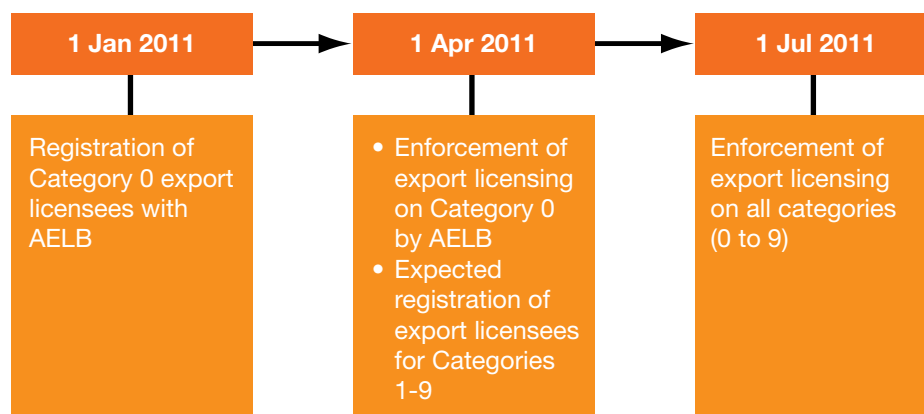 1 Jan 2011
1 Apr 2011
1 Jul 2011
Registration of
Category 0 export
licensees with
AELB
• Enforcement of
export licensing
on Category 0
by AELB
• Expected
registration of
export licensees
for Categories
1-9
Enforcement of
export licensing
on all categories
(0 to 9)